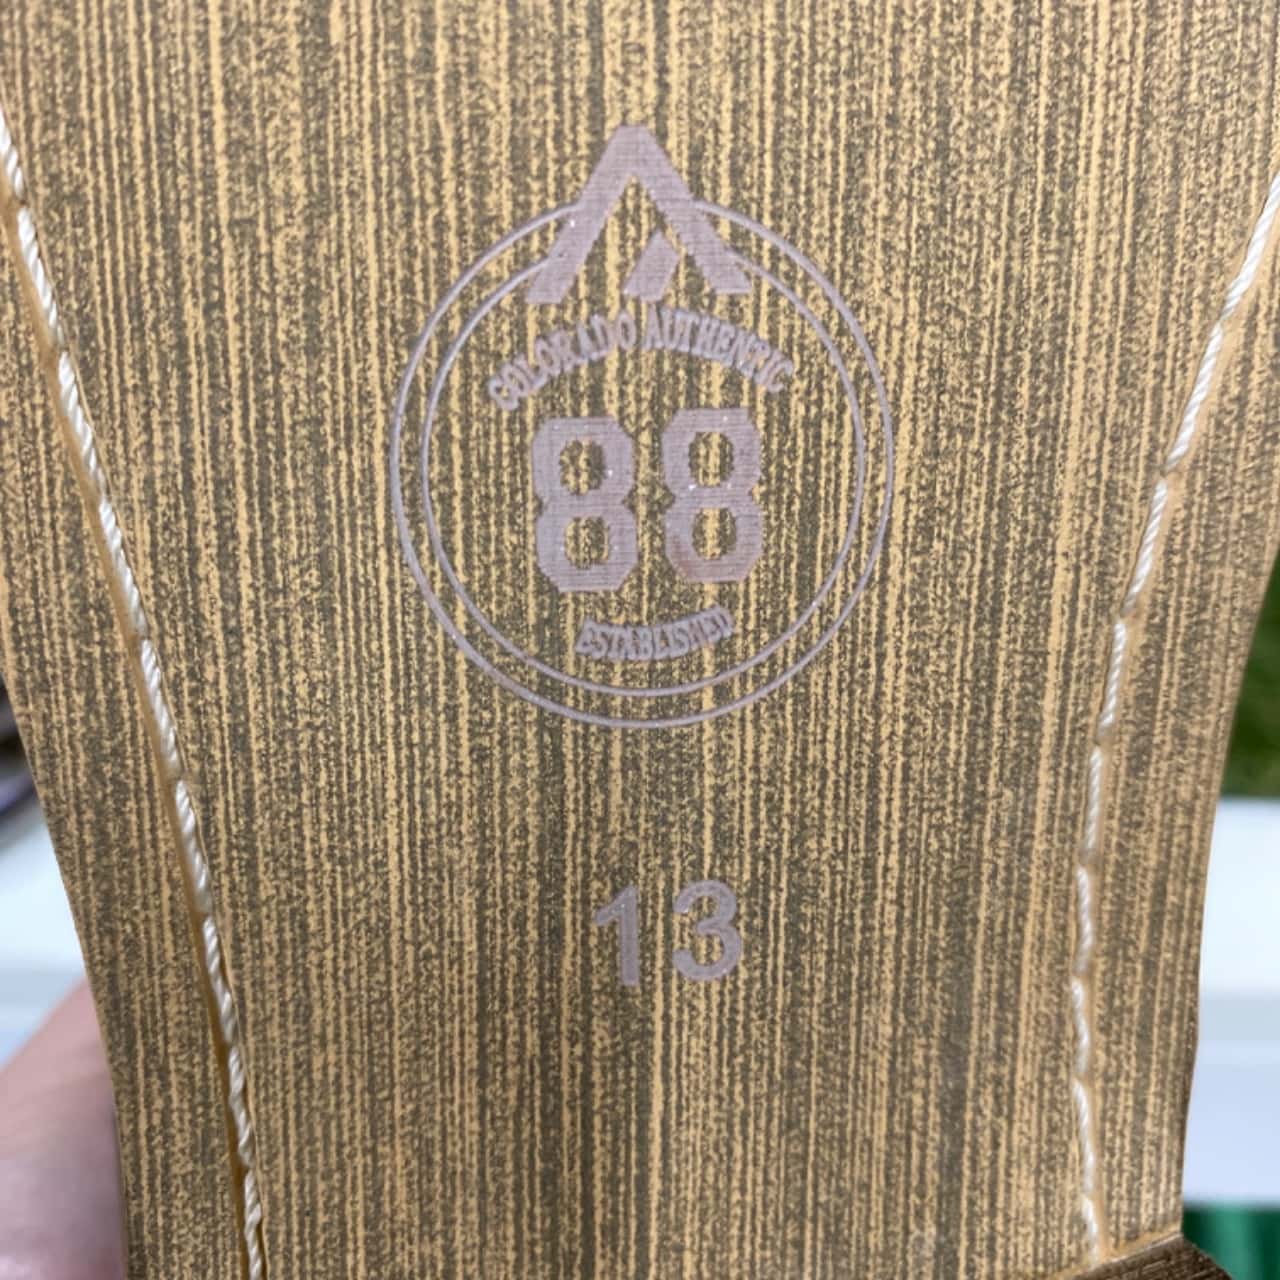 COLORADO AUTHENTIC
88
ESTABLISHED
13